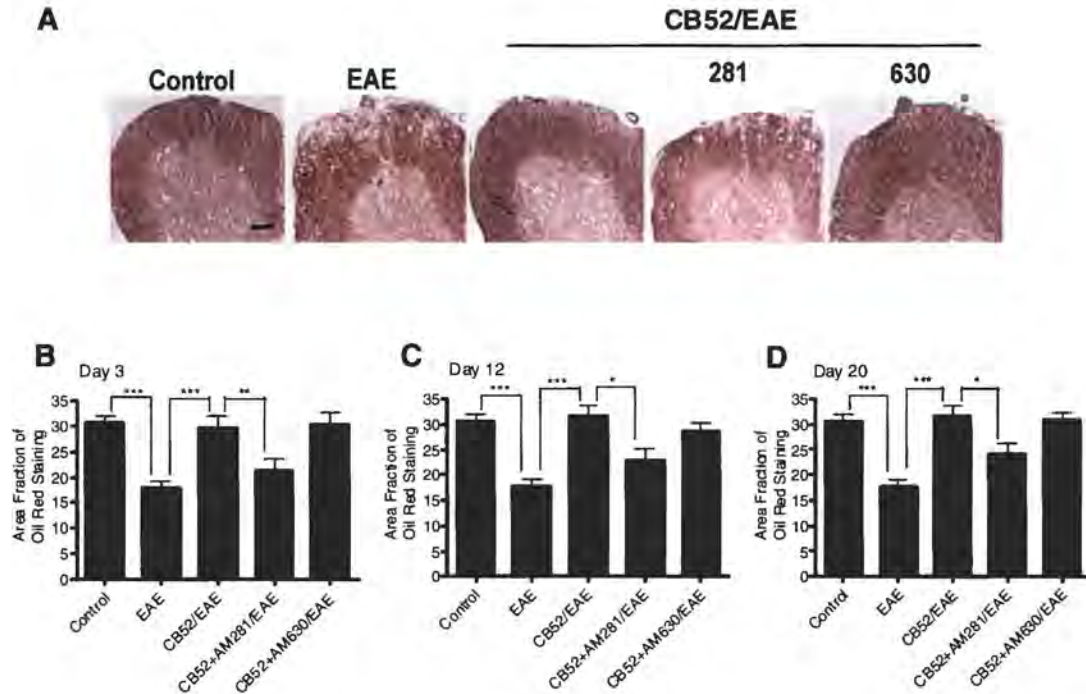 A
CB52/EAE
Control EAE 281 630
B
Day 3
*** *** **
Area Fraction of
Oil Red Staining
35
30
25
20
15
10
5
0
Control
EAE
CB52/EAE
CB52+AM281/EAE
CB52+AM630/EAE
C
Day 12
*** *** *
Area Fraction of
Oil Red Staining
35
30
25
20
15
10
5
0
Control
EAE
CB52/EAE
CB52+AM281/EAE
CB52+AM630/EAE
D
Day 20
*** *** *
Area Fraction of
Oil Red Staining
35
30
25
20
15
10
5
0
Control
EAE
CB52/EAE
CB52+AM281/EAE
CB52+AM630/EAE